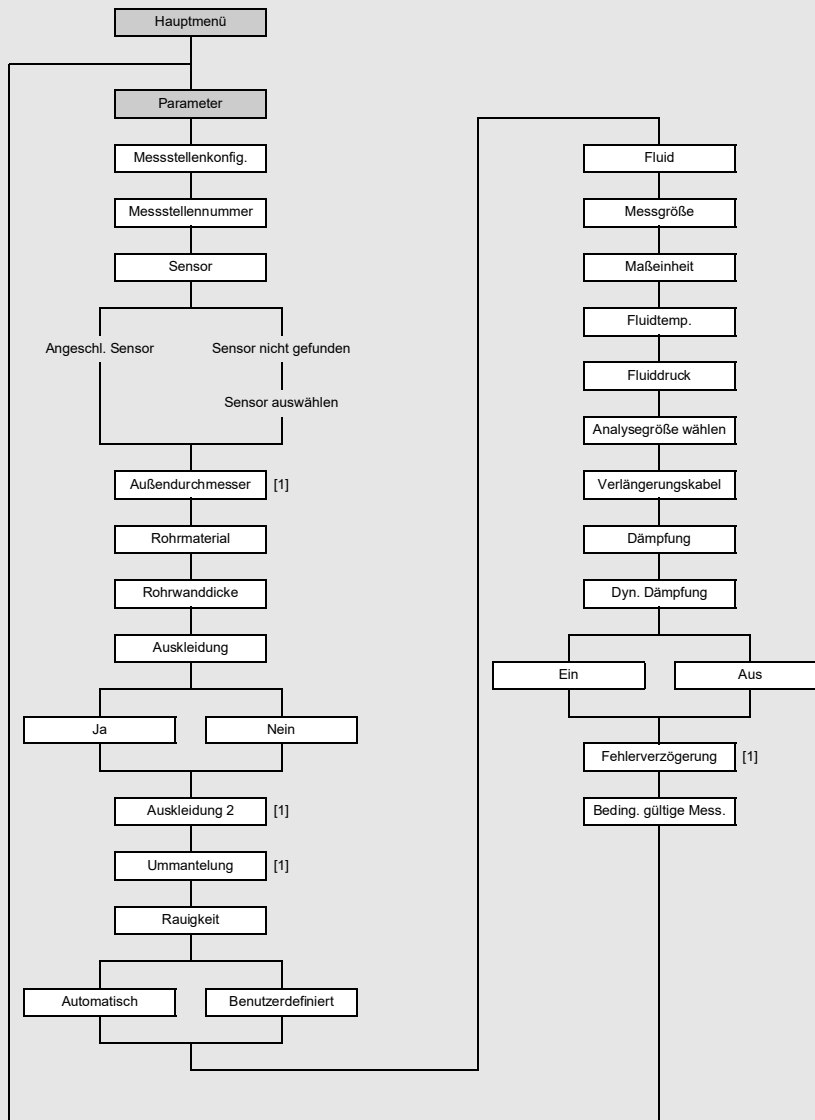 Hauptmenü
Parameter
Messstellenkonfig.
Messstellennummer
Sensor
Angeschl. Sensor
Sensor nicht gefunden
Sensor auswählen
Außendurchmesser [1]
Rohrmaterial
Rohrwanddicke
Auskleidung
Ja
Nein
Auskleidung 2 [1]
Ummantelung [1]
Rauigkeit
Automatisch
Benutzerdefiniert
Fluid
Messgröße
Maßeinheit
Fluidtemp.
Fluiddruck
Analysegröße wählen
Verlängerungskabel
Dämpfung
Dyn. Dämpfung
Ein
Aus
Fehlerverzögerung [1]
Beding. gültige Mess.